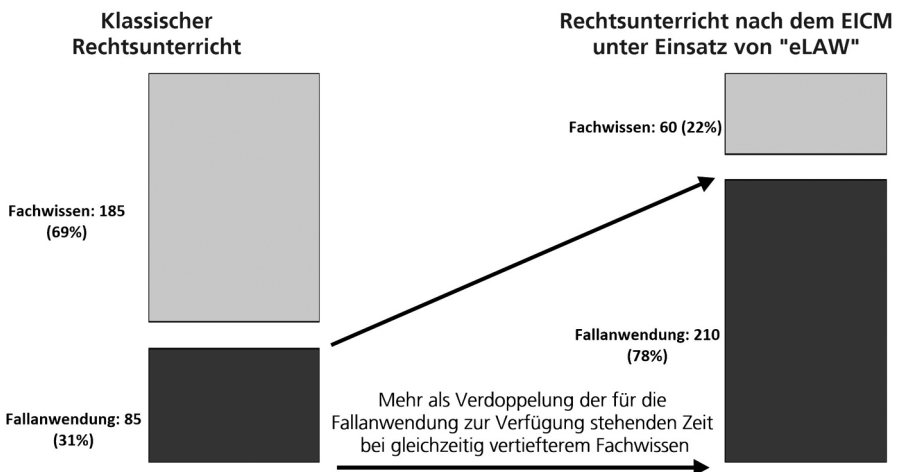 Klassischer
Rechtsunterricht
Rechtsunterricht nach dem EICM
unter Einsatz von "eLAW"
Fachwissen: 185
(69%)
Fallanwendung: 85
(31%)
Fachwissen: 60 (22%)
Fallanwendung: 210
(78%)
Mehr als Verdoppelung der für die
Fallanwendung zur Verfügung stehenden Zeit
bei gleichzeitig vertiefterem Fachwissen